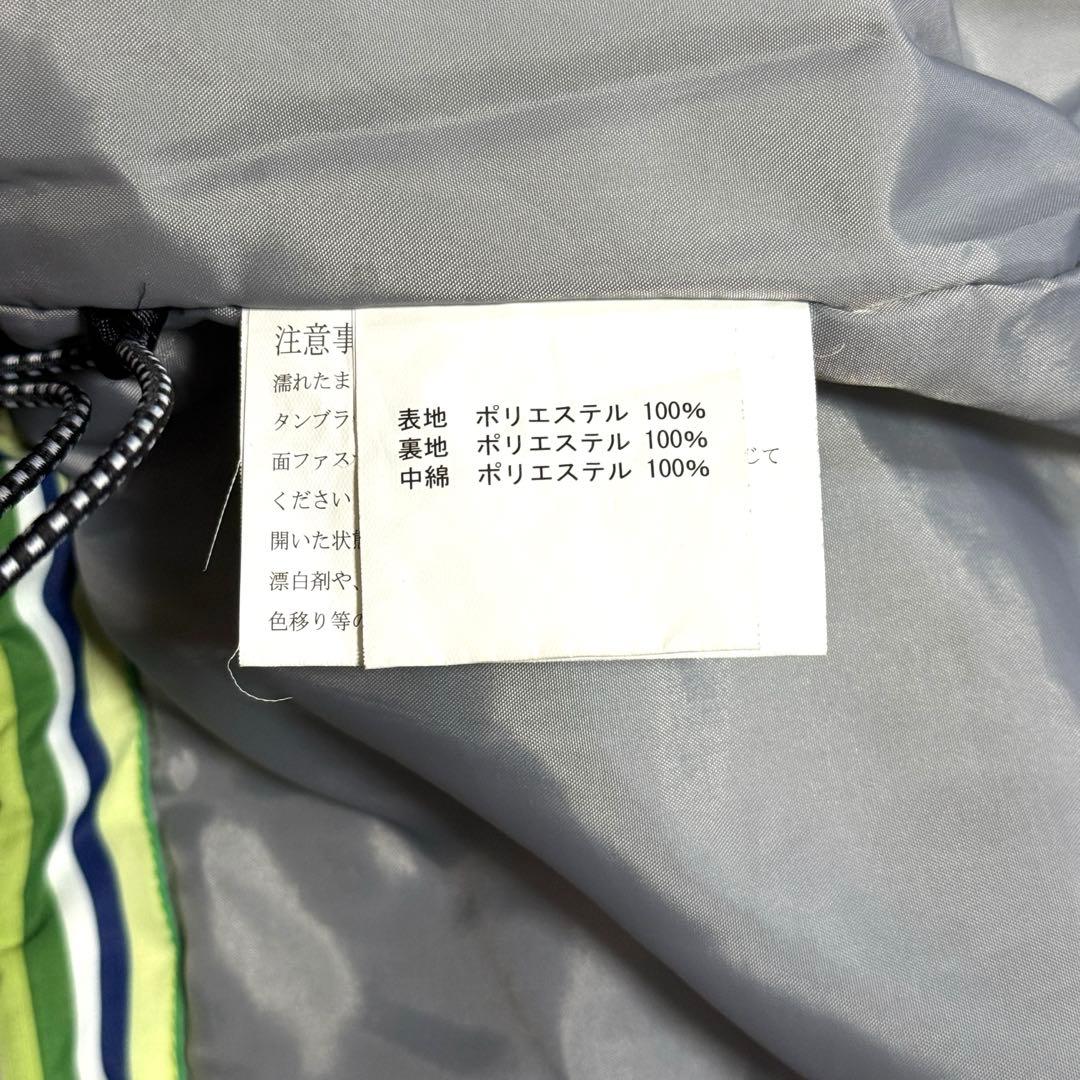 注意事
濡れたま
タンブラ
面ファス
じて
ください
開いた状態
漂白剤や、
色移り等の
表地 ポリエステル 100%
裏地 ポリエステル 100%
中綿 ポリエステル 100%